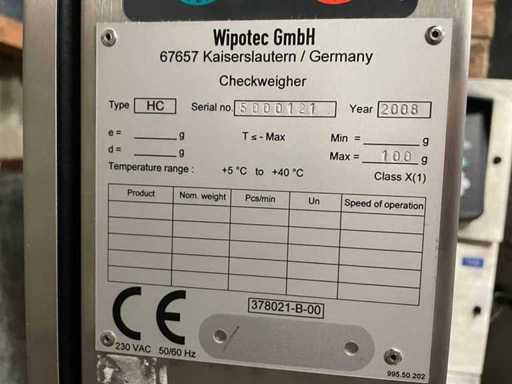 Wipotec GmbH
67657 Kaiserslautern / Germany
Checkweigher
Type HC Serial no. 5000121 Year 2008
e = g T ≤ - Max Min = g
d = g Max = 100 g
Temperature range : +5 °C to +40 °C Class X(1)
Product Nom. weight Pcs/min Un Speed of operation
CE 378021-B-00
230 VAC 50/60 Hz 995.50.202